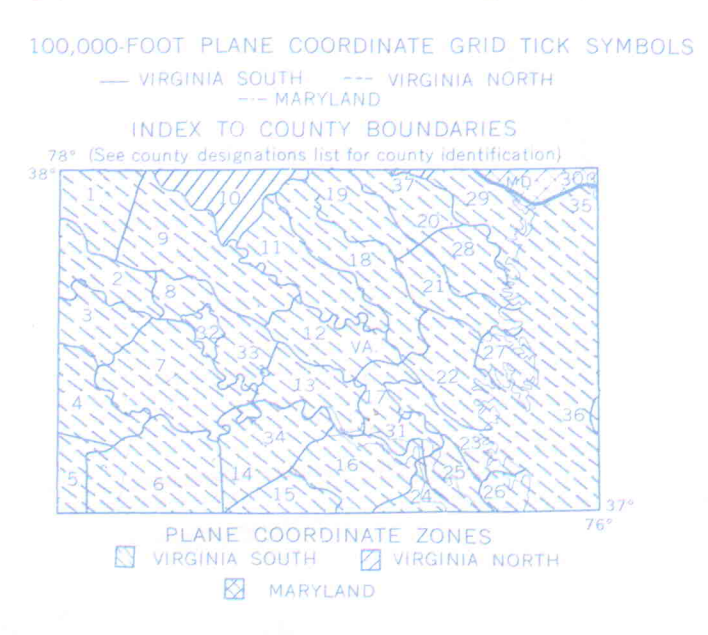 100,000-FOOT PLANE COORDINATE GRID TICK SYMBOLS
VIRGINIA SOUTH VIRGINIA NORTH
MARYLAND
INDEX TO COUNTY BOUNDARIES
78° (See county designations list for county identification)
38°
1 10 19 37 29 MD. 30
35
9 11 20
28
18
2 8 21
3 32 12
33 VA 27
7 13 22
4 17
36
34 31
23
16 25
5 6 14 15 24 26
37°
76°
PLANE COORDINATE ZONES
VIRGINIA SOUTH VIRGINIA NORTH
MARYLAND